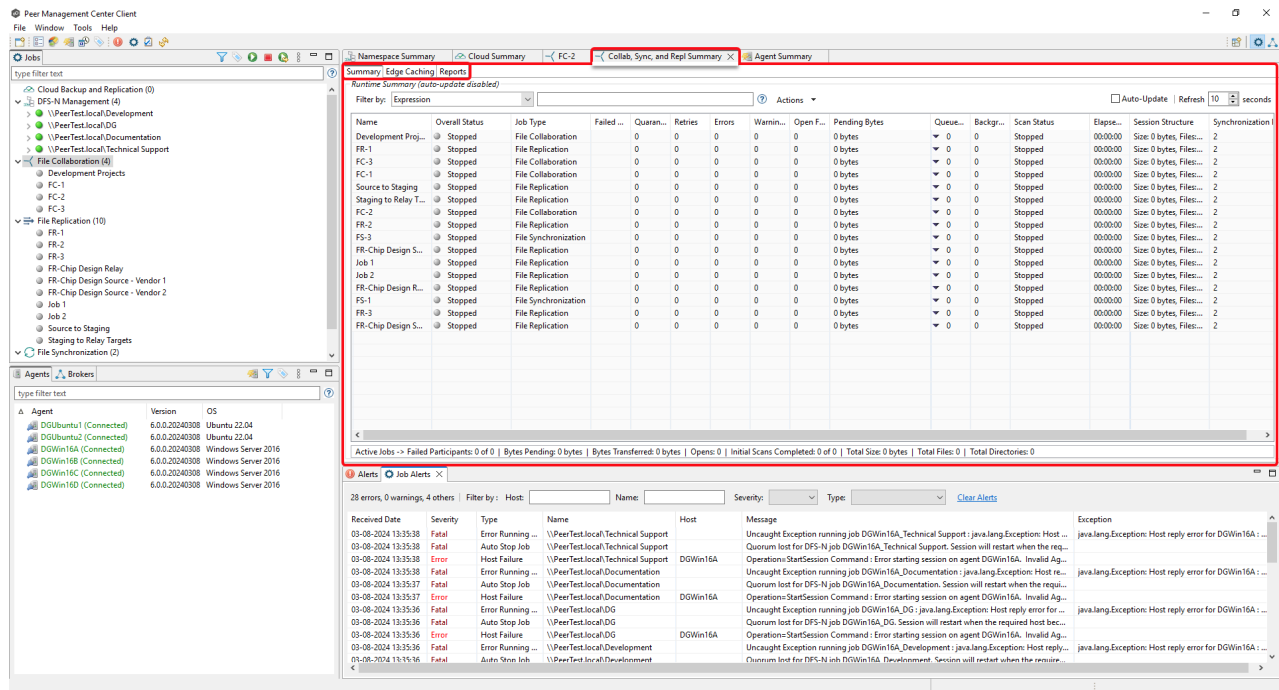 Peer Management Center Client
File Window Tools Help
Jobs
type filter text
Cloud Backup and Replication (0)
DFS-N Management (4)
\\PeerTest.local\Development
\\PeerTest.local\DG
\\PeerTest.local\Documentation
\\PeerTest.local\Technical Support
File Collaboration (4)
Development Projects
FC-1
FC-2
FC-3
File Replication (10)
FR-1
FR-2
FR-3
FR-Chip Design Relay
FR-Chip Design Source - Vendor 1
FR-Chip Design Source - Vendor 2
Job 1
Job 2
Source to Staging
Staging to Relay Targets
File Synchronization (2)
Agents Brokers
type filter text
Agent Version OS
DGUbuntu1 (Connected) 6.0.0.20240308 Ubuntu 22.04
DGUbuntu2 (Connected) 6.0.0.20240308 Ubuntu 22.04
DGWin16A (Connected) 6.0.0.20240308 Windows Server 2016
DGWin16B (Connected) 6.0.0.20240308 Windows Server 2016
DGWin16C (Connected) 6.0.0.20240308 Windows Server 2016
DGWin16D (Connected) 6.0.0.20240308 Windows Server 2016
Namespace Summary Cloud Summary FC-2 Collab, Sync, and Repl Summary Agent Summary
Summary Edge Caching Reports
Runtime Summary (auto-update disabled)
Filter by: Expression Actions Auto-Update Refresh 10 seconds
Name Overall Status Job Type Failed ... Quaran... Retries Errors Warnin... Open F... Pending Bytes Queue... Backgr... Scan Status Elapse... Session Structure Synchronization
Development Proj... Stopped File Collaboration 0 0 0 0 0 0 bytes 0 0 Stopped 00:00:00 Size: 0 bytes, Files:... 2
FR-1 Stopped File Replication 0 0 0 0 0 0 bytes 0 0 Stopped 00:00:00 Size: 0 bytes, Files:... 2
FC-3 Stopped File Collaboration 0 0 0 0 0 0 bytes 0 0 Stopped 00:00:00 Size: 0 bytes, Files:... 2
FC-1 Stopped File Collaboration 0 0 0 0 0 0 bytes 0 0 Stopped 00:00:00 Size: 0 bytes, Files:... 2
Source to Staging Stopped File Replication 0 0 0 0 0 0 bytes 0 0 Stopped 00:00:00 Size: 0 bytes, Files:... 2
Staging to Relay T... Stopped File Replication 0 0 0 0 0 0 bytes 0 0 Stopped 00:00:00 Size: 0 bytes, Files:... 2
FC-2 Stopped File Collaboration 0 0 0 0 0 0 bytes 0 0 Stopped 00:00:00 Size: 0 bytes, Files:... 2
FR-2 Stopped File Replication 0 0 0 0 0 0 bytes 0 0 Stopped 00:00:00 Size: 0 bytes, Files:... 2
FS-3 Stopped File Synchronization 0 0 0 0 0 0 bytes 0 0 Stopped 00:00:00 Size: 0 bytes, Files:... 2
FR-Chip Design S... Stopped File Replication 0 0 0 0 0 0 bytes 0 0 Stopped 00:00:00 Size: 0 bytes, Files:... 2
Job 1 Stopped File Replication 0 0 0 0 0 0 bytes 0 0 Stopped 00:00:00 Size: 0 bytes, Files:... 2
Job 2 Stopped File Replication 0 0 0 0 0 0 bytes 0 0 Stopped 00:00:00 Size: 0 bytes, Files:... 2
FR-Chip Design R... Stopped File Replication 0 0 0 0 0 0 bytes 0 0 Stopped 00:00:00 Size: 0 bytes, Files:... 2
FS-1 Stopped File Synchronization 0 0 0 0 0 0 bytes 0 0 Stopped 00:00:00 Size: 0 bytes, Files:... 2
FR-3 Stopped File Replication 0 0 0 0 0 0 bytes 0 0 Stopped 00:00:00 Size: 0 bytes, Files:... 2
FR-Chip Design S... Stopped File Replication 0 0 0 0 0 0 bytes 0 0 Stopped 00:00:00 Size: 0 bytes, Files:... 2
Active Jobs -> Failed Participants: 0 of 0 | Bytes Pending: 0 bytes | Bytes Transferred: 0 bytes | Opens: 0 | Initial Scans Completed: 0 of 0 | Total Size: 0 bytes | Total Files: 0 | Total Directories: 0
Alerts Job Alerts
28 errors, 0 warnings, 4 others Filter by : Host: Name: Severity: Type: Clear Alerts
Received Date Severity Type Name Host Message Exception
03-08-2024 13:35:38 Fatal Error Running ... \\PeerTest.local\Technical Support Uncaught Exception running job DGWin16A_Technical Support : java.lang.Exception: Host ... java.lang.Exception: Host reply error for DGWin16A : ...
03-08-2024 13:35:38 Fatal Auto Stop Job \\PeerTest.local\Technical Support Quorum lost for DFS-N job DGWin16A_Technical Support. Session will restart when the req...
03-08-2024 13:35:38 Error Host Failure \\PeerTest.local\Technical Support DGWin16A Operation=StartSession Command : Error starting session on agent DGWin16A. Invalid Ag...
03-08-2024 13:35:38 Fatal Error Running ... \\PeerTest.local\Documentation Uncaught Exception running job DGWin16A_Documentation : java.lang.Exception: Host re... java.lang.Exception: Host reply error for DGWin16A : ...
03-08-2024 13:35:37 Fatal Auto Stop Job \\PeerTest.local\Documentation Quorum lost for DFS-N job DGWin16A_Documentation. Session will restart when the requi...
03-08-2024 13:35:37 Error Host Failure \\PeerTest.local\Documentation DGWin16A Operation=StartSession Command : Error starting session on agent DGWin16A. Invalid Ag...
03-08-2024 13:35:36 Fatal Error Running ... \\PeerTest.local\DG Uncaught Exception running job DGWin16A_DG : java.lang.Exception: Host reply error for ... java.lang.Exception: Host reply error for DGWin16A : ...
03-08-2024 13:35:36 Fatal Auto Stop Job \\PeerTest.local\DG Quorum lost for DFS-N job DGWin16A_DG. Session will restart when the required host bec...
03-08-2024 13:35:36 Error Host Failure \\PeerTest.local\DG DGWin16A Operation=StartSession Command : Error starting session on agent DGWin16A. Invalid Ag...
03-08-2024 13:35:36 Fatal Error Running ... \\PeerTest.local\Development Uncaught Exception running job DGWin16A_Development : java.lang.Exception: Host reply... java.lang.Exception: Host reply error for DGWin16A : ...
03-08-2024 13:35:36 Fatal Auto Stop Job \\PeerTest.local\Development Quorum lost for DFS-N job DGWin16A_Development. Session will restart when the require...